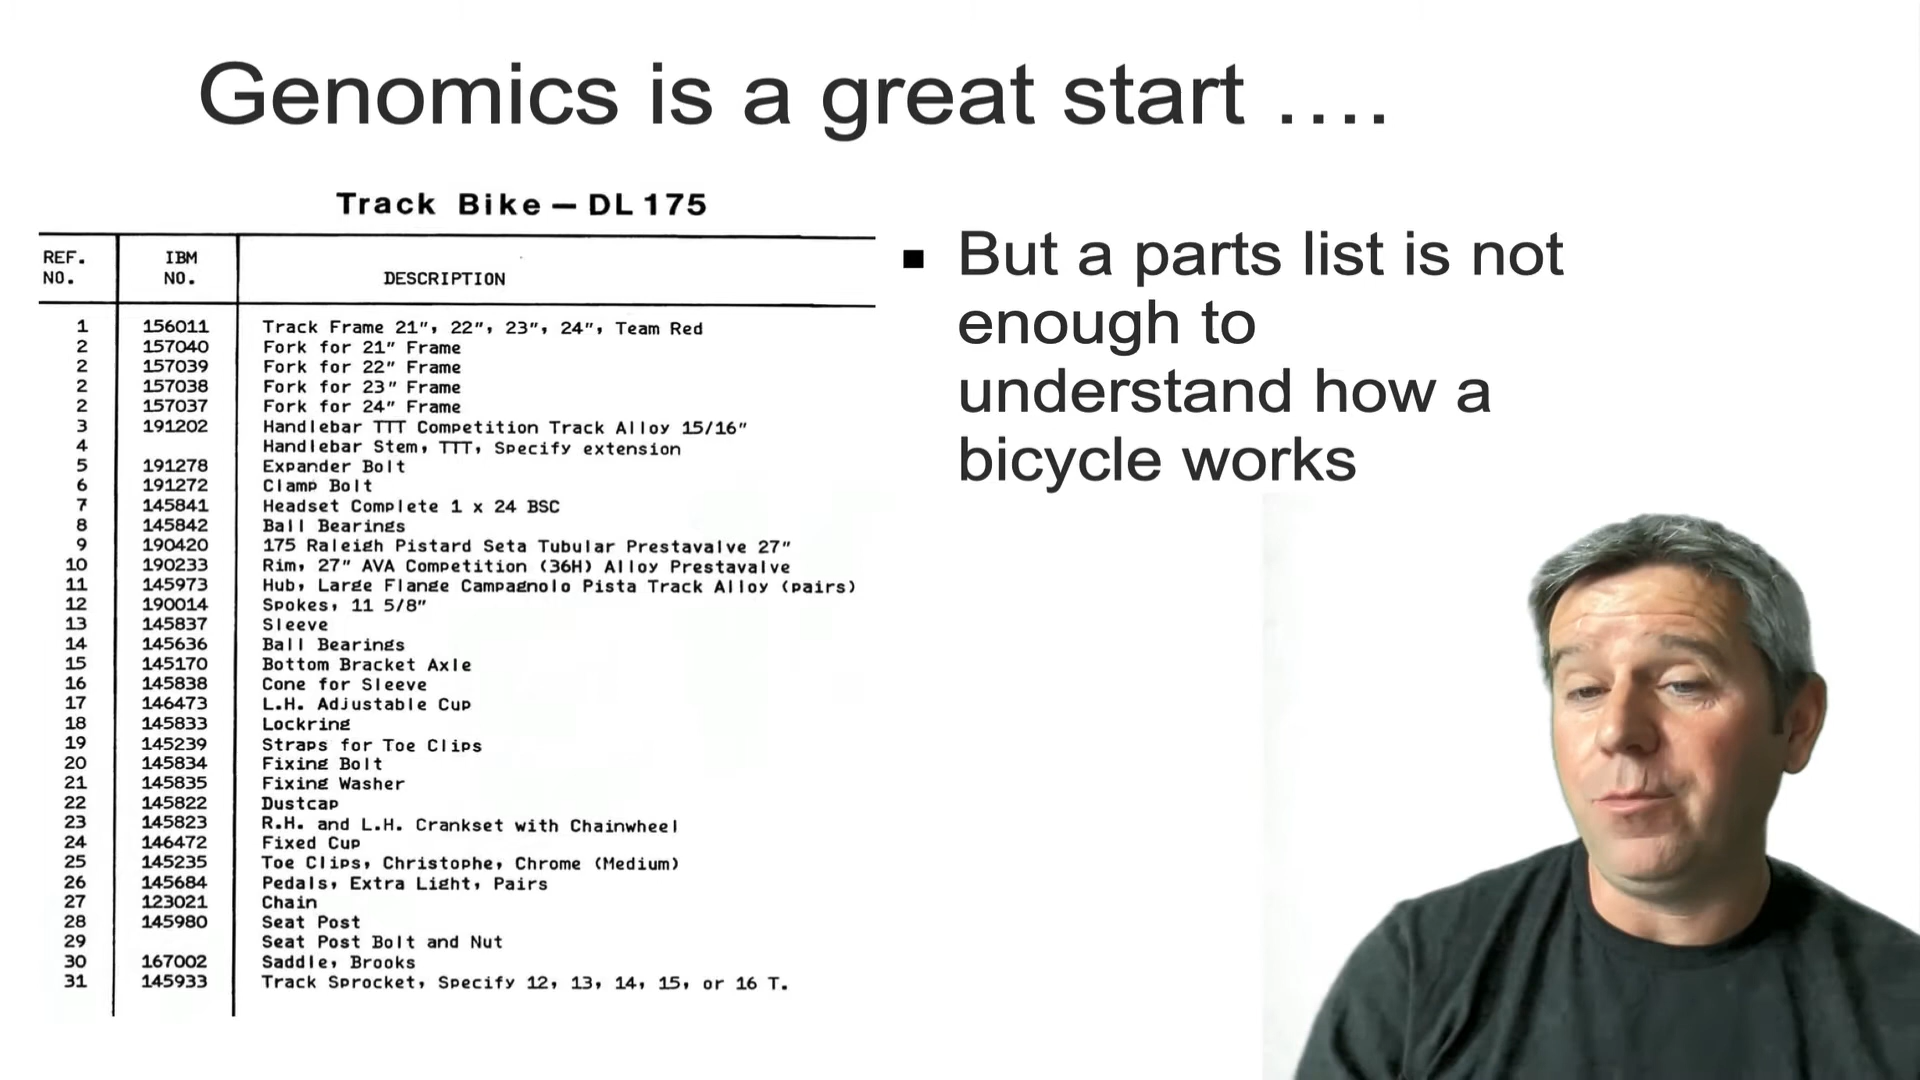 Genomics is a great start ....
Track Bike — DL 175
REF. NO. IBM NO. DESCRIPTION
1 156011 Track Frame 21", 22", 23", 24", Team Red
2 157040 Fork for 21" Frame
2 157039 Fork for 22" Frame
2 157038 Fork for 23" Frame
2 157037 Fork for 24" Frame
3 191202 Handlebar TTT Competition Track Alloy 15/16"
4 Handlebar Stem, TTT, Specify extension
5 191278 Expander Bolt
6 191272 Clamp Bolt
7 145841 Headset Complete 1 x 24 BSC
8 145842 Ball Bearings
9 190420 175 Raleigh Pistard Seta Tubular Prestavalve 27"
10 190233 Rim, 27" AVA Competition (36H) Alloy Prestavalve
11 145973 Hub, Large Flange Campagnolo Pista Track Alloy (pairs)
12 190014 Spokes, 11 5/8"
13 145837 Sleeve
14 145636 Ball Bearings
15 145170 Bottom Bracket Axle
16 145838 Cone for Sleeve
17 146473 L.H. Adjustable Cup
18 145833 Lockring
19 145239 Straps for Toe Clips
20 145834 Fixing Bolt
21 145835 Fixing Washer
22 145822 Dustcap
23 145823 R.H. and L.H. Crankset with Chainwheel
24 146472 Fixed Cup
25 145235 Toe Clips, Christophe, Chrome (Medium)
26 145684 Pedals, Extra Light, Pairs
27 123021 Chain
28 145980 Seat Post
29 Seat Post Bolt and Nut
30 167002 Saddle, Brooks
31 145933 Track Sprocket, Specify 12, 13, 14, 15, or 16 T.
■ But a parts list is not
enough to
understand how a
bicycle works